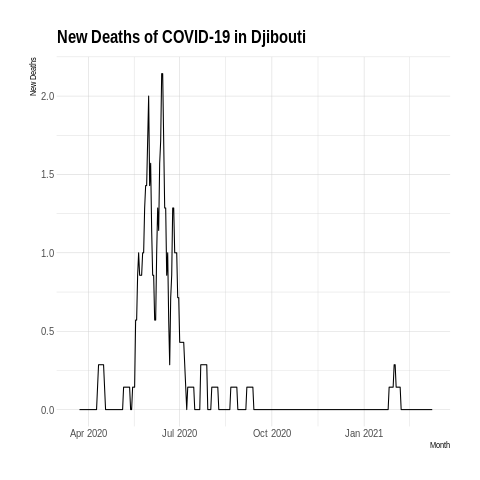 New Deaths of COVID-19 in Djibouti
New Deaths
2.0
1.5
1.0
0.5
0.0
Apr 2020 Jul 2020 Oct 2020 Jan 2021
Month